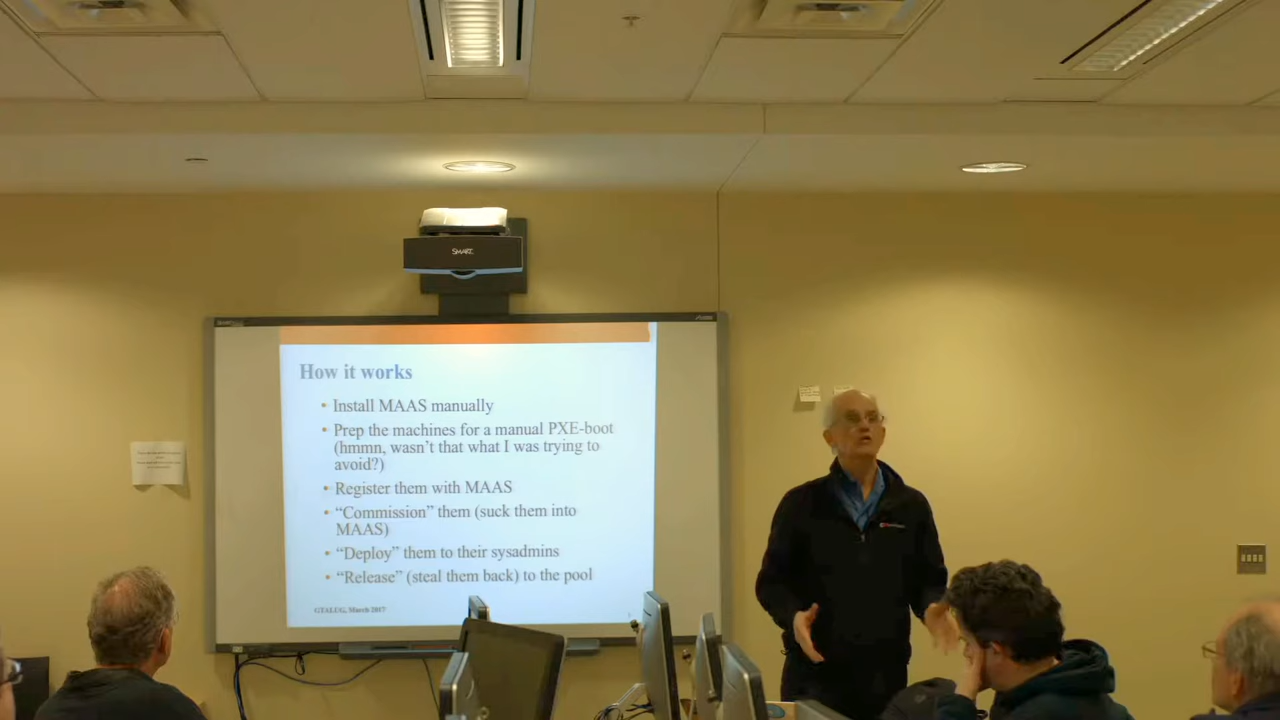 SMART
How it works
• Install MAAS manually
• Prep the machines for a manual PXE-boot
(hmmn, wasn't that what I was trying to
avoid?)
• Register them with MAAS
• “Commission” them (suck them into
MAAS)
• “Deploy” them to their sysadmins
• “Release” (steal them back) to the pool
GTALUG, March 2017